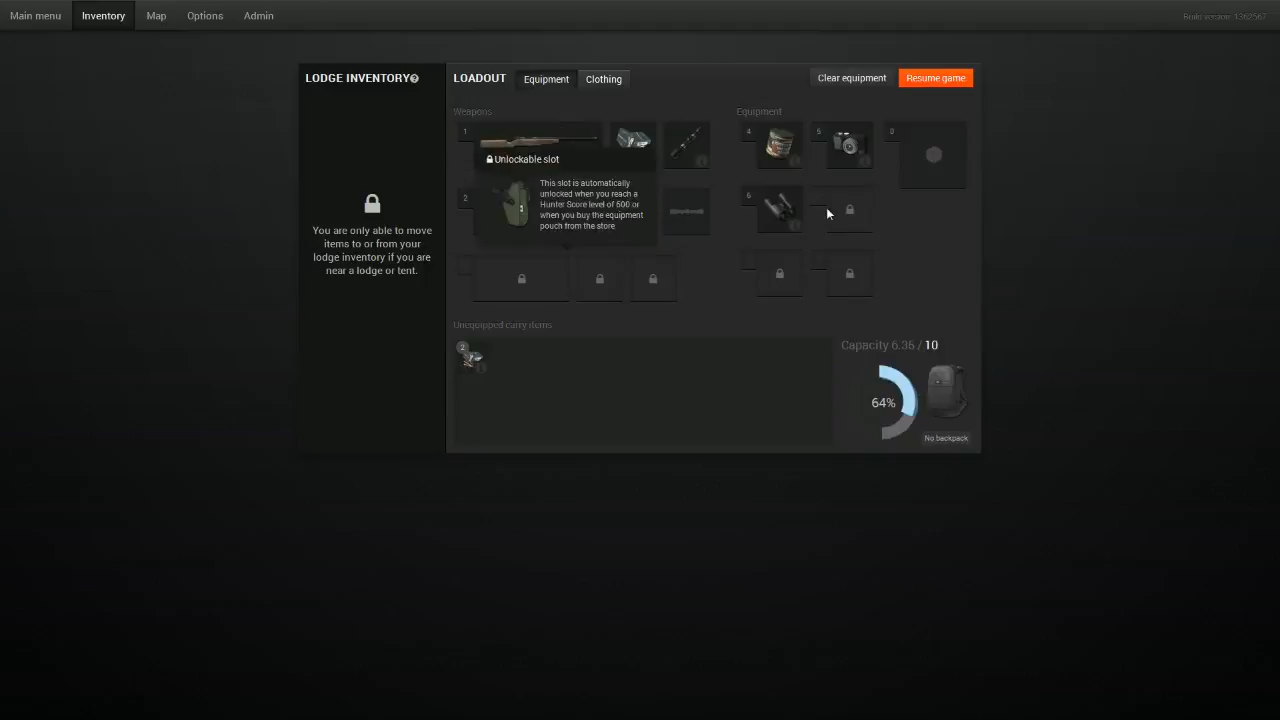 Main menu
Inventory
Map
Options
Admin
Build version: 1362567
LODGE INVENTORY
LOADOUT
Equipment
Clothing
Clear equipment
Resume game
Weapons
Equipment
1
4
5
0
Unlockable slot
You are only able to move
items to or from your
lodge inventory if you are
near a lodge or tent.
2
This slot is automatically
unlocked when you reach a
Hunter Score level of 500 or
when you buy the equipment
pouch from the store
6
Unequipped carry items
2
Capacity 6.36 / 10
64%
No backpack